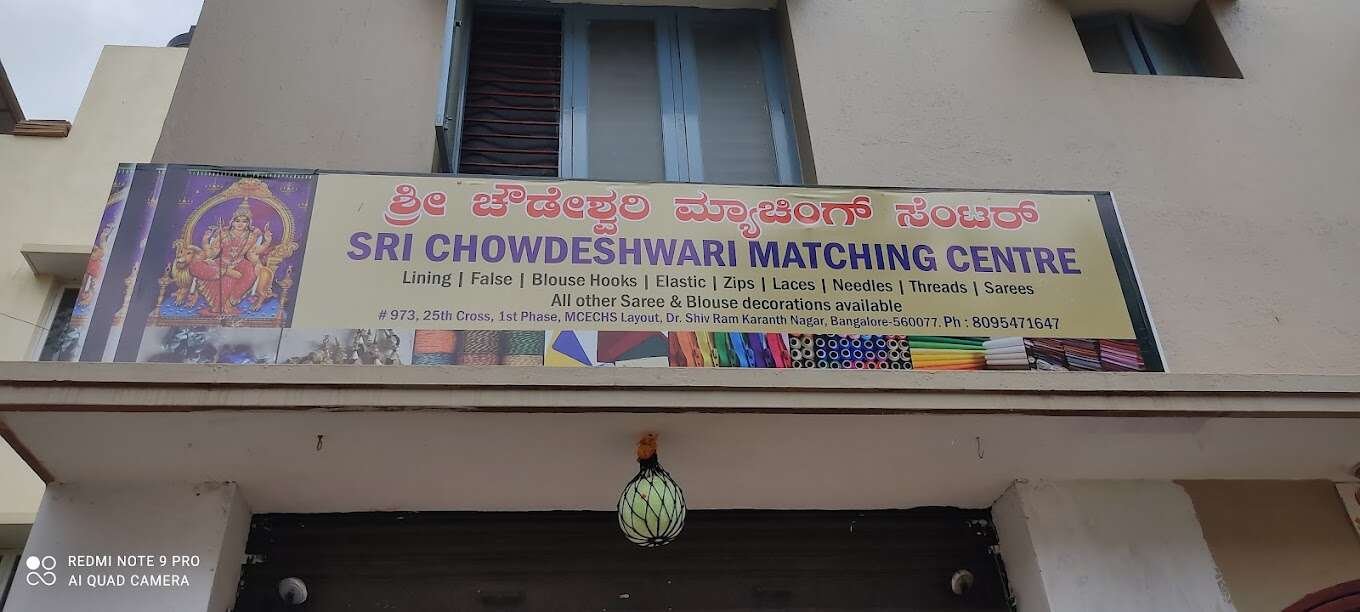 ಶ್ರೀ ಚೌಡೇಶ್ವರಿ ಮ್ಯಾಚಿಂಗ್ ಸೆಂಟರ್
SRI CHOWDESHWARI MATCHING CENTRE
Lining | False | Blouse Hooks | Elastic | Zips | Laces | Needles | Threads | Sarees
All other Saree & Blouse decorations available
# 973, 25th Cross, 1st Phase, MCECHS Layout, Dr. Shiv Ram Karanth Nagar, Bangalore-560077. Ph : 8095471647
REDMI NOTE 9 PRO
AI QUAD CAMERA